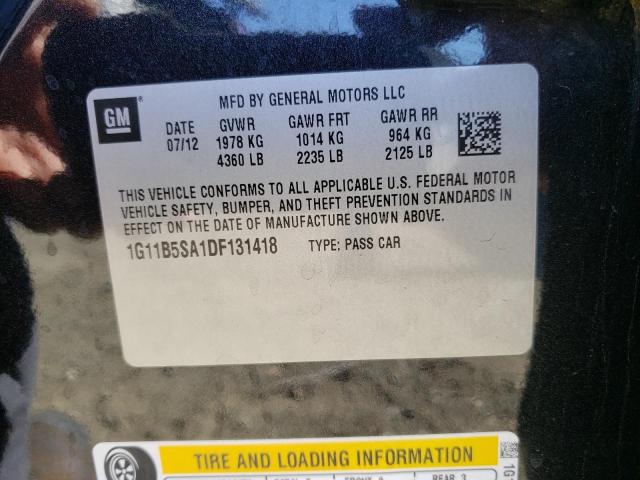 GM
MFD BY GENERAL MOTORS LLC
DATE GVWR GAWR FRT GAWR RR
07/12 1978 KG 1014 KG 964 KG
4360 LB 2235 LB 2125 LB
THIS VEHICLE CONFORMS TO ALL APPLICABLE U.S. FEDERAL MOTOR
VEHICLE SAFETY, BUMPER, AND THEFT PREVENTION STANDARDS IN
EFFECT ON THE DATE OF MANUFACTURE SHOWN ABOVE.
1G11B5SA1DF131418 TYPE: PASS CAR
TIRE AND LOADING INFORMATION
REAR 3